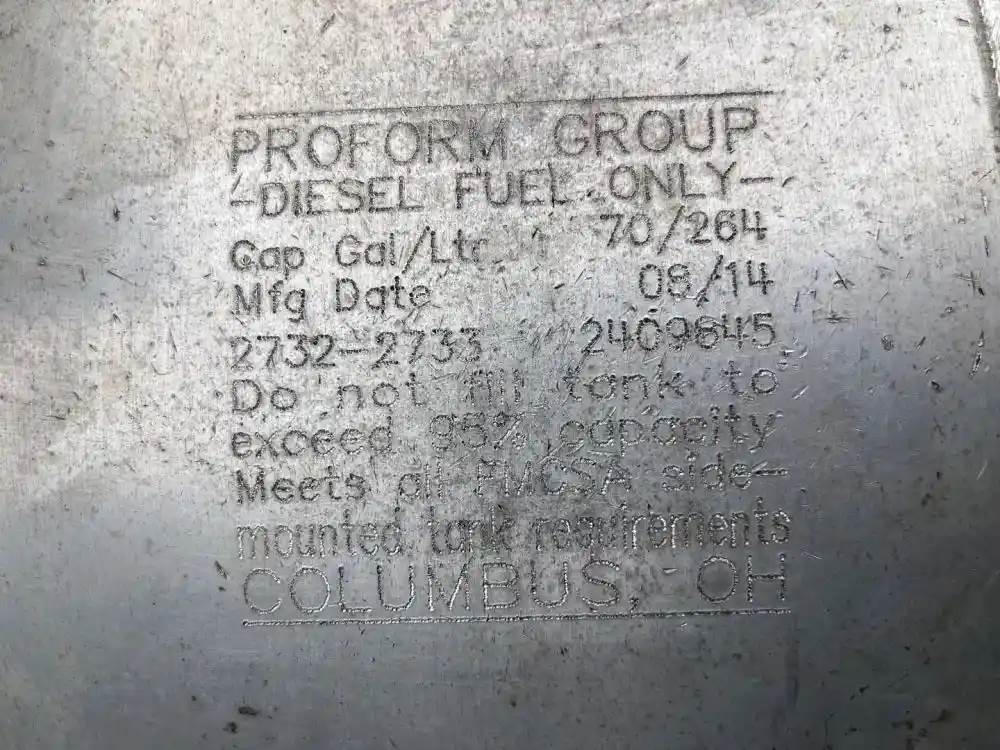 PROFORM GROUP
-DIESEL FUEL ONLY-
Cap Gal/Ltr 70/264
Mfg Date 08/14
2732-2733 2409645
Do not fill tank to
exceed 95% capacity
Meets all FMCSA side-
mounted tank requirements
COLUMBUS, OH